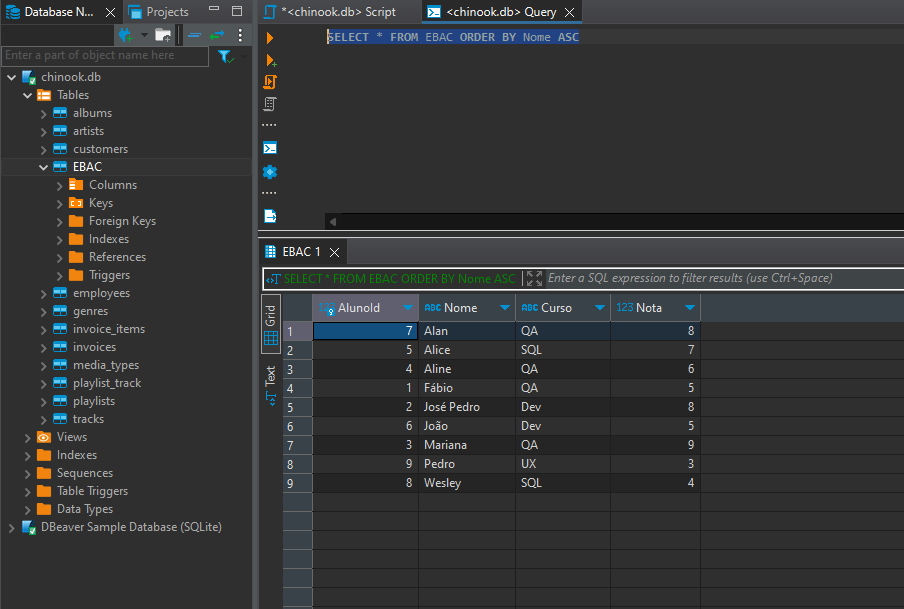 Database N...
Projects
Enter a part of object name here
chinook.db
Tables
albums
artists
customers
EBAC
Columns
Keys
Foreign Keys
Indexes
References
Triggers
employees
genres
invoice_items
invoices
media_types
playlist_track
playlists
tracks
Views
Indexes
Sequences
Table Triggers
Data Types
DBeaver Sample Database (SQLite)
*<chinook.db> Script
<chinook.db> Query
SELECT * FROM EBAC ORDER BY Nome ASC
EBAC 1
SELECT * FROM EBAC ORDER BY Nome ASC Enter a SQL expression to filter results (use Ctrl+Space)
Grid
Text
123 AlunoId ABC Nome ABC Curso 123 Nota
1 7 Alan QA 8
2 5 Alice SQL 7
3 4 Aline QA 6
4 1 Fábio QA 5
5 2 José Pedro Dev 8
6 6 João Dev 5
7 3 Mariana QA 9
8 9 Pedro UX 3
9 8 Wesley SQL 4